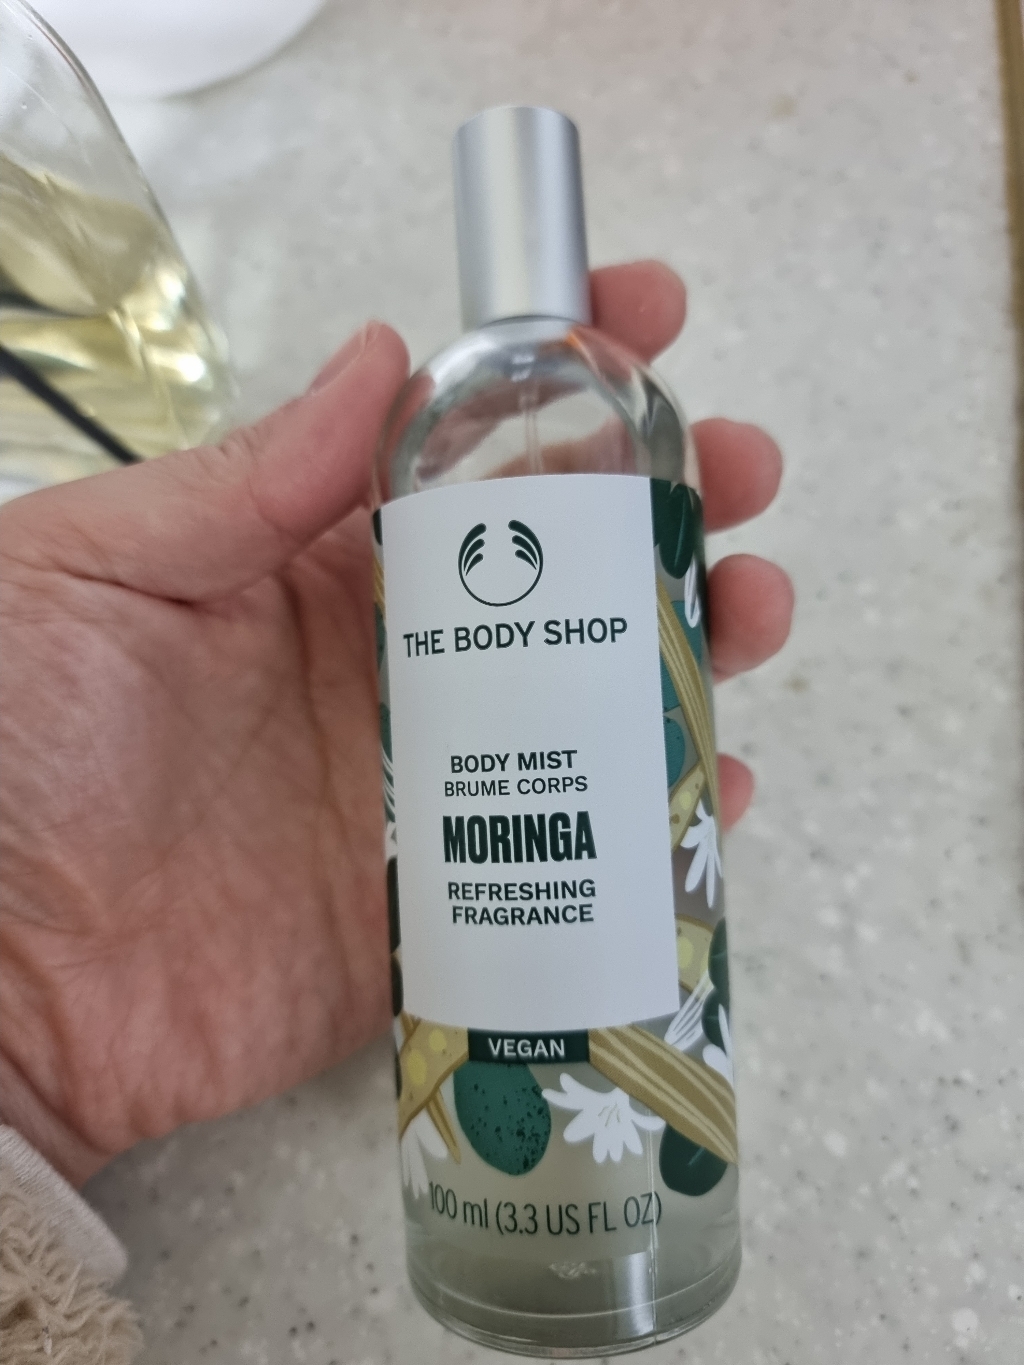 THE BODY SHOP
BODY MIST
BRUME CORPS
MORINGA
REFRESHING
FRAGRANCE
VEGAN
100 ml (3.3 US FL OZ)